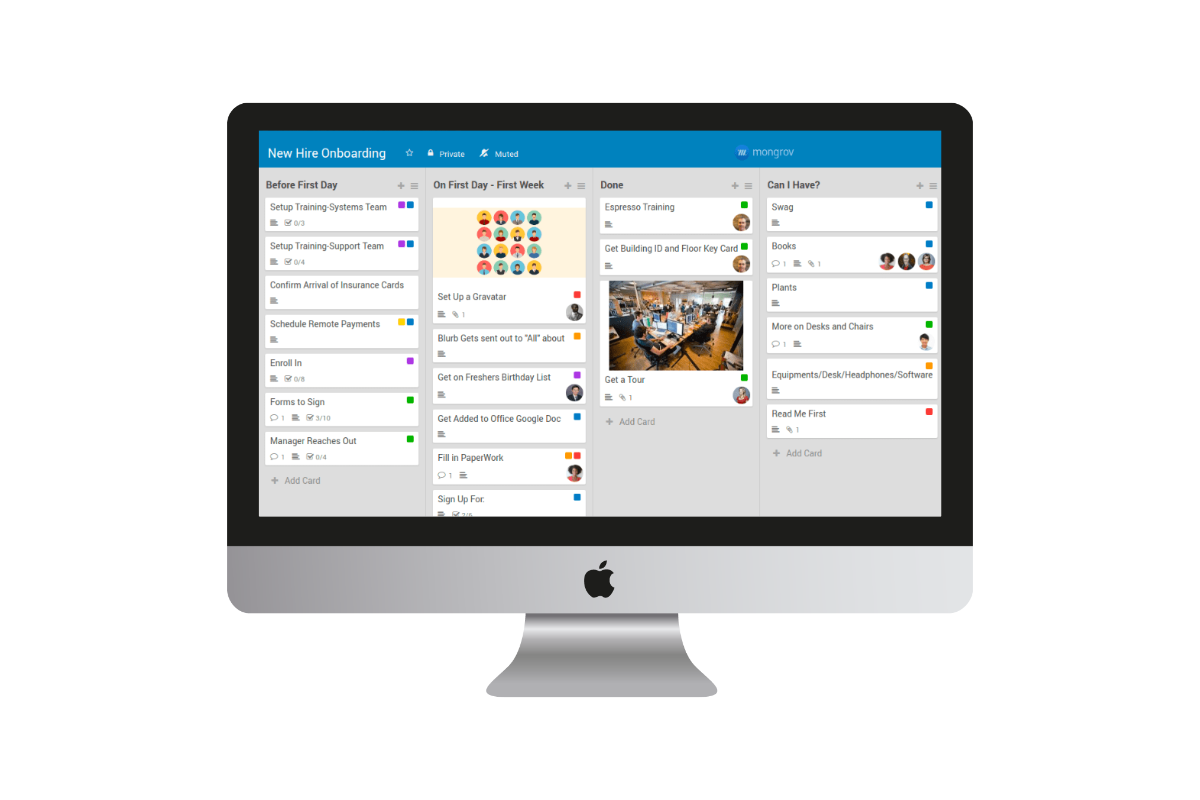 New Hire Onboarding Private Muted mongrov
Before First Day
Setup Training-Systems Team
0/3
Setup Training-Support Team
0/4
Confirm Arrival of Insurance Cards
Schedule Remote Payments
Enroll In
0/8
Forms to Sign
1 3/10
Manager Reaches Out
1 0/4
Add Card
On First Day - First Week
Set Up a Gravatar
1
Blurb Gets sent out to "All" about
Get on Freshers Birthday List
Get Added to Office Google Doc
Fill in PaperWork
1
Sign Up For:
Done
Espresso Training
Get Building ID and Floor Key Card
Get a Tour
1
Add Card
Can I Have?
Swag
Books
1 1
Plants
More on Desks and Chairs
1
Equipments/Desk/Headphones/Software
Read Me First
1
Add Card